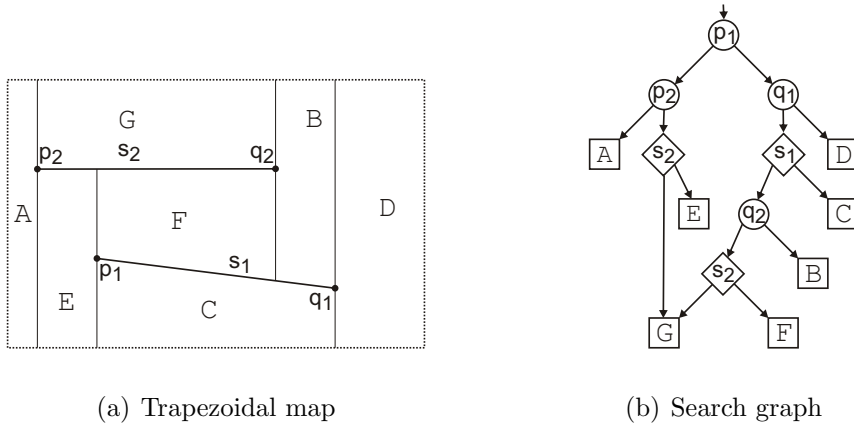 p1
p2 q1
G B
p2 s2 q2
A s2 s1 D
A F D
E C
p1 s1 q2
E q1 B
C s2
G F
(a) Trapezoidal map
(b) Search graph